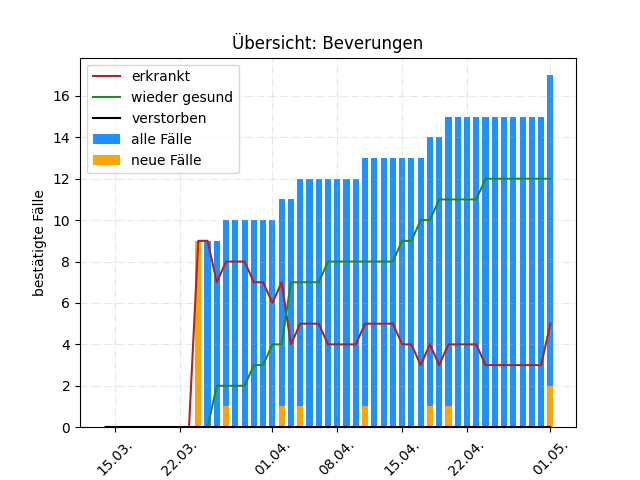 Übersicht: Beverungen
erkrankt
wieder gesund
verstorben
alle Fälle
neue Fälle
bestätigte Fälle
16
14
12
10
8
6
4
2
0
15.03.
22.03.
01.04.
08.04.
15.04.
22.04.
01.05.